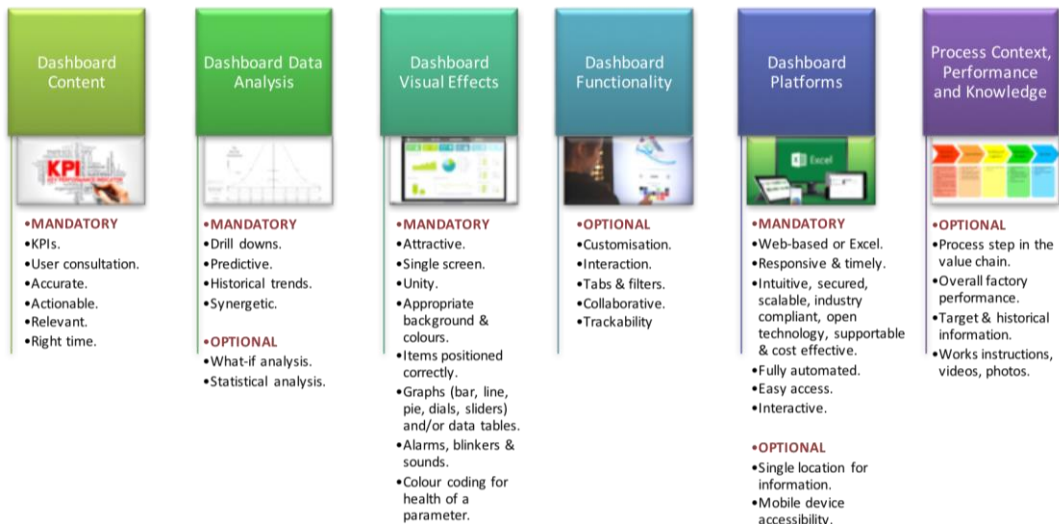 Dashboard
Content
Dashboard Data
Analysis
Dashboard
Visual Effects
Dashboard
Functionality
Dashboard
Platforms
Process Context,
Performance
and Knowledge
KPI
KEY PERFORMANCE INDICATOR
Excel
•MANDATORY
•KPIs.
•User consultation.
•Accurate.
•Actionable.
•Relevant.
•Right time.
•MANDATORY
•Drill downs.
•Predictive.
•Historical trends.
•Synergetic.
•OPTIONAL
•What-if analysis.
•Statistical analysis.
•MANDATORY
•Attractive.
•Single screen.
•Unity.
•Appropriate
background &
colours.
•Items positioned
correctly.
•Graphs (bar, line,
pie, dials, sliders)
and/or data tables.
•Alarms, blinkers &
sounds.
•Colour coding for
health of a
parameter.
•OPTIONAL
•Customisation.
•Interaction.
•Tabs & filters.
•Collaborative.
•Trackability
•MANDATORY
•Web-based or Excel.
•Responsive & timely.
•Intuitive, secured,
scalable, industry
compliant, open
technology, supportable
& cost effective.
•Fully automated.
•Easy access.
•Interactive.
•OPTIONAL
•Single location for
information.
•Mobile device
accessibility.
•OPTIONAL
•Process step in the
value chain.
•Overall factory
performance.
•Target & historical
information.
•Works instructions,
videos, photos.